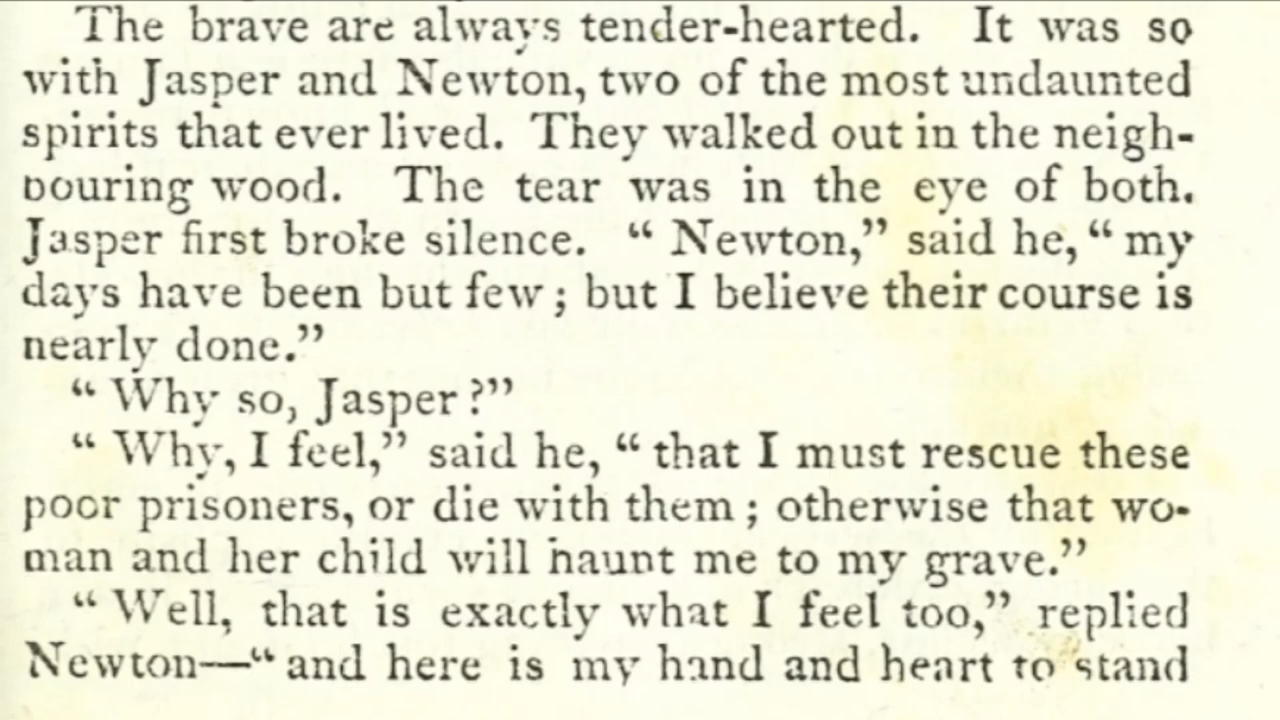 The brave are always tender-hearted. It was so
with Jasper and Newton, two of the most undaunted
spirits that ever lived. They walked out in the neigh-
bouring wood. The tear was in the eye of both.
Jasper first broke silence. “ Newton,” said he, “ my
days have been but few ; but I believe their course is
nearly done.”
“ Why so, Jasper ?”
“ Why, I feel,” said he, “ that I must rescue these
poor prisoners, or die with them ; otherwise that wo-
man and her child will haunt me to my grave.”
“ Well, that is exactly what I feel too,” replied
Newton—“ and here is my hand and heart to stand